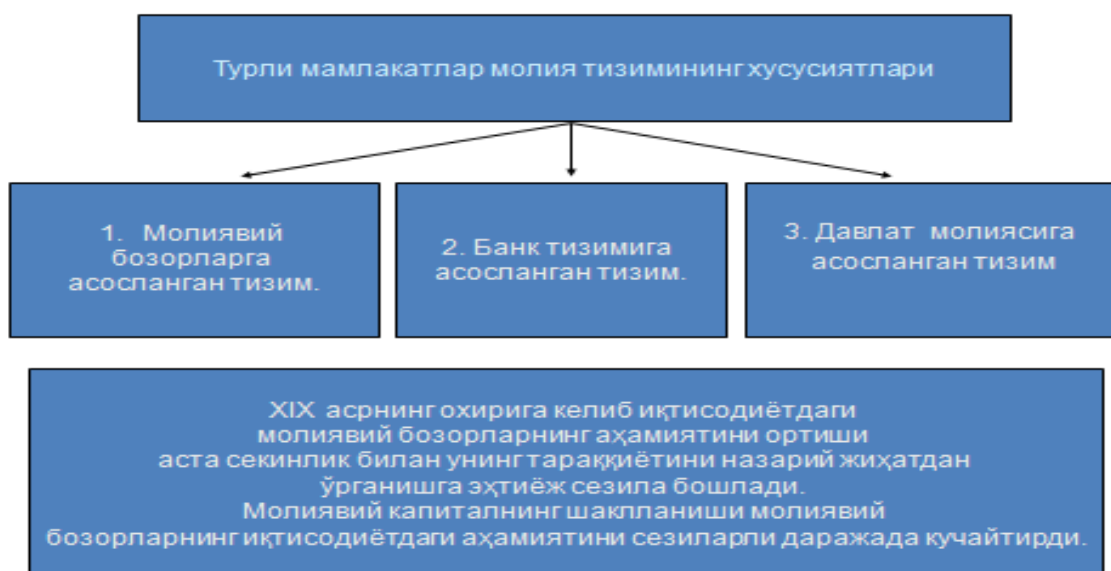 Турли мамлакатлар молия тизимининг хусусиятлари
1. Молиявий
бозорларга
асосланган тизим.
2. Банк тизимига
асосланган тизим.
3. Давлат молиясига
асосланган тизим
XIX асрнинг охирига келиб иқтисодиётдаги
молиявий бозорларнинг аҳамиятини ортиши
аста секинлик билан унинг тараққиётини назарий жиҳатдан
ўрганишга эҳтиёж сезила бошлади.
Молиявий капиталнинг шаклланиши молиявий
бозорларнинг иқтисодиётдаги аҳамиятини сезиларли даражада кучайтирди.